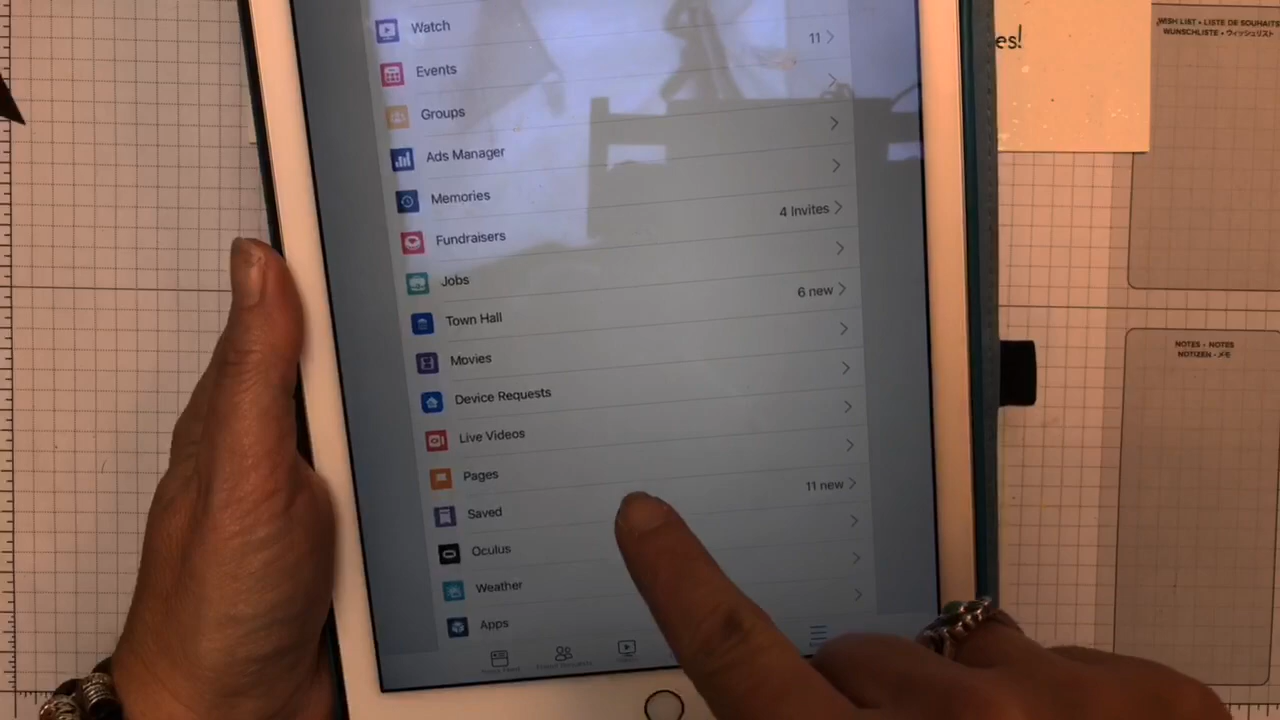 Watch
Events 11
Groups
Ads Manager
Memories
Fundraisers 4 Invites
Jobs
Town Hall 6 new
Movies
Device Requests
Live Videos
Pages
Saved 11 new
Oculus
Weather
Apps
es!
WISH LIST • LISTE DE SOUHAITS
WUNSCHLISTE • ウィッシュリスト
NOTES • NOTES
NOTIZEN • メモ